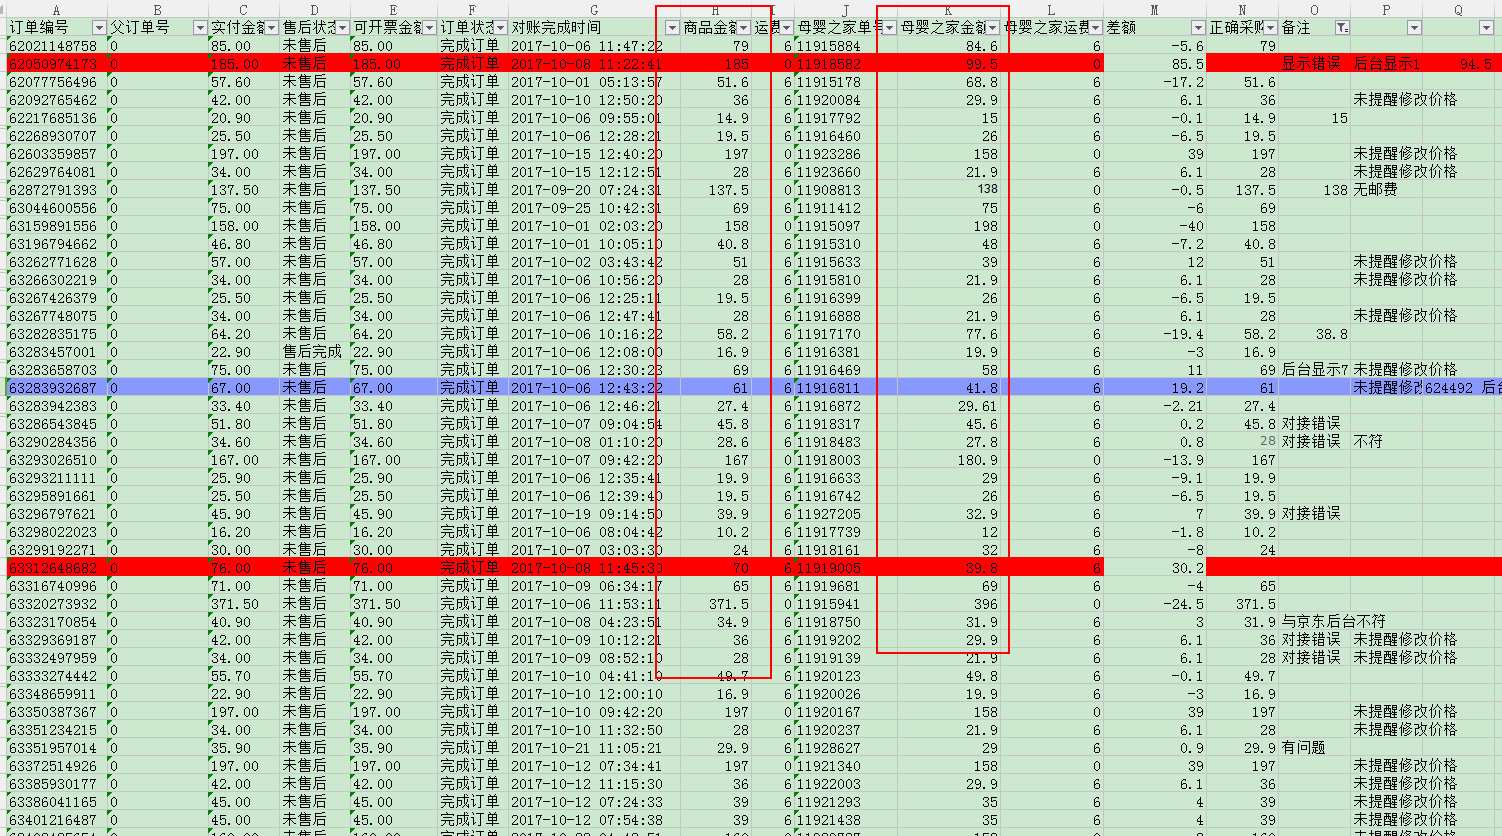 A B C D E F G H I J K L M N O P Q
订单编号 父订单号 实付金额 售后状态 可开票金额 订单状态 对账完成时间 商品金额 运费 母婴之家单号 母婴之家金额 母婴之家运费 差额 正确采购 备注
62021148758 0 85.00 未售后 85.00 完成订单 2017-10-06 11:47:22 79 6 11915884 84.6 6 -5.6 79
62050974173 0 185.00 未售后 185.00 完成订单 2017-10-08 11:22:41 185 0 11918582 99.5 0 85.5 显示错误 后台显示1 94.5
62077756496 0 57.60 未售后 57.60 完成订单 2017-10-01 05:13:57 51.6 6 11915178 68.8 6 -17.2 51.6
62092765462 0 42.00 未售后 42.00 完成订单 2017-10-10 12:50:20 36 6 11920084 29.9 6 6.1 36 未提醒修改价格
62217685136 0 20.90 未售后 20.90 完成订单 2017-10-06 09:55:01 14.9 6 11917792 15 6 -0.1 14.9 15
62268930707 0 25.50 未售后 25.50 完成订单 2017-10-06 12:28:21 19.5 6 11916460 26 6 -6.5 19.5
62603359857 0 197.00 未售后 197.00 完成订单 2017-10-15 12:40:20 197 0 11923286 158 0 39 197 未提醒修改价格
62629764081 0 34.00 未售后 34.00 完成订单 2017-10-15 12:12:51 28 6 11923660 21.9 6 6.1 28 未提醒修改价格
62872791393 0 137.50 未售后 137.50 完成订单 2017-09-20 07:24:31 137.5 0 11908813 138 0 -0.5 137.5 138 无邮费
63044600556 0 75.00 未售后 75.00 完成订单 2017-09-25 10:42:31 69 6 11911412 75 6 -6 69
63159891556 0 158.00 未售后 158.00 完成订单 2017-10-01 02:03:20 158 0 11915097 198 0 -40 158
63196794662 0 46.80 未售后 46.80 完成订单 2017-10-01 10:05:10 40.8 6 11915310 48 6 -7.2 40.8
63262771628 0 57.00 未售后 57.00 完成订单 2017-10-02 03:43:42 51 6 11915633 39 6 12 51 未提醒修改价格
63266302219 0 34.00 未售后 34.00 完成订单 2017-10-06 10:56:20 28 6 11915810 21.9 6 6.1 28 未提醒修改价格
63267426379 0 25.50 未售后 25.50 完成订单 2017-10-06 12:25:11 19.5 6 11916399 26 6 -6.5 19.5
63267748075 0 34.00 未售后 34.00 完成订单 2017-10-06 12:47:41 28 6 11916888 21.9 6 6.1 28 未提醒修改价格
63282835175 0 64.20 未售后 64.20 完成订单 2017-10-06 10:16:22 58.2 6 11917170 77.6 6 -19.4 58.2 38.8
63283457001 0 22.90 售后完成 22.90 完成订单 2017-10-06 12:08:00 16.9 6 11916381 19.9 6 -3 16.9
63283658703 0 75.00 未售后 75.00 完成订单 2017-10-06 12:30:23 69 6 11916469 58 6 11 69 后台显示7 未提醒修改价格
63283932687 0 67.00 未售后 67.00 完成订单 2017-10-06 12:43:22 61 6 11916811 41.8 6 19.2 61 未提醒修改 624492 后台
63283942383 0 33.40 未售后 33.40 完成订单 2017-10-06 12:46:21 27.4 6 11916872 29.61 6 -2.21 27.4
63286543845 0 51.80 未售后 51.80 完成订单 2017-10-07 09:04:54 45.8 6 11918317 45.6 6 0.2 45.8 对接错误
63290284356 0 34.60 未售后 34.60 完成订单 2017-10-08 01:10:20 28.6 6 11918483 27.8 6 0.8 28 对接错误 不符
63293026510 0 167.00 未售后 167.00 完成订单 2017-10-07 09:42:20 167 0 11918003 180.9 0 -13.9 167
63293211111 0 25.90 未售后 25.90 完成订单 2017-10-06 12:35:41 19.9 6 11916633 29 6 -9.1 19.9
63295891661 0 25.50 未售后 25.50 完成订单 2017-10-06 12:39:40 19.5 6 11916742 26 6 -6.5 19.5
63296797621 0 45.90 未售后 45.90 完成订单 2017-10-19 09:14:50 39.9 6 11927205 32.9 6 7 39.9 对接错误
63298022023 0 16.20 未售后 16.20 完成订单 2017-10-06 08:04:42 10.2 6 11917739 12 6 -1.8 10.2
63299192271 0 30.00 未售后 30.00 完成订单 2017-10-07 03:03:30 24 6 11918161 32 6 -8 24
63312648682 0 76.00 未售后 76.00 完成订单 2017-10-08 11:45:30 70 6 11919005 39.8 6 30.2
63316740996 0 71.00 未售后 71.00 完成订单 2017-10-09 06:34:17 65 6 11919681 69 6 -4 65
63320273932 0 371.50 未售后 371.50 完成订单 2017-10-06 11:53:11 371.5 0 11915941 396 0 -24.5 371.5
63323170854 0 40.90 未售后 40.90 完成订单 2017-10-08 04:23:51 34.9 6 11918750 31.9 6 3 31.9 与京东后台不符
63329369187 0 42.00 未售后 42.00 完成订单 2017-10-09 10:12:21 36 6 11919202 29.9 6 6.1 36 对接错误 未提醒修改价格
63332497959 0 34.00 未售后 34.00 完成订单 2017-10-09 08:52:10 28 6 11919139 21.9 6 6.1 28 对接错误 未提醒修改价格
63333274442 0 55.70 未售后 55.70 完成订单 2017-10-10 04:41:10 49.7 6 11920123 49.8 6 -0.1 49.7
63348659911 0 22.90 未售后 22.90 完成订单 2017-10-10 12:00:10 16.9 6 11920026 19.9 6 -3 16.9
63350387367 0 197.00 未售后 197.00 完成订单 2017-10-10 09:42:20 197 0 11920167 158 0 39 197 未提醒修改价格
63351234215 0 34.00 未售后 34.00 完成订单 2017-10-10 11:32:50 28 6 11920237 21.9 6 6.1 28 未提醒修改价格
63351957014 0 35.90 未售后 35.90 完成订单 2017-10-21 11:05:21 29.9 6 11928627 29 6 0.9 29.9 有问题
63372514926 0 197.00 未售后 197.00 完成订单 2017-10-12 07:34:41 197 0 11921340 158 0 39 197 未提醒修改价格
63385930177 0 42.00 未售后 42.00 完成订单 2017-10-12 11:15:30 36 6 11922003 29.9 6 6.1 36 未提醒修改价格
63386041165 0 45.00 未售后 45.00 完成订单 2017-10-12 07:24:33 39 6 11921293 35 6 4 39 未提醒修改价格
63401216487 0 45.00 未售后 45.00 完成订单 2017-10-12 07:54:38 39 6 11921438 35 6 4 39 未提醒修改价格